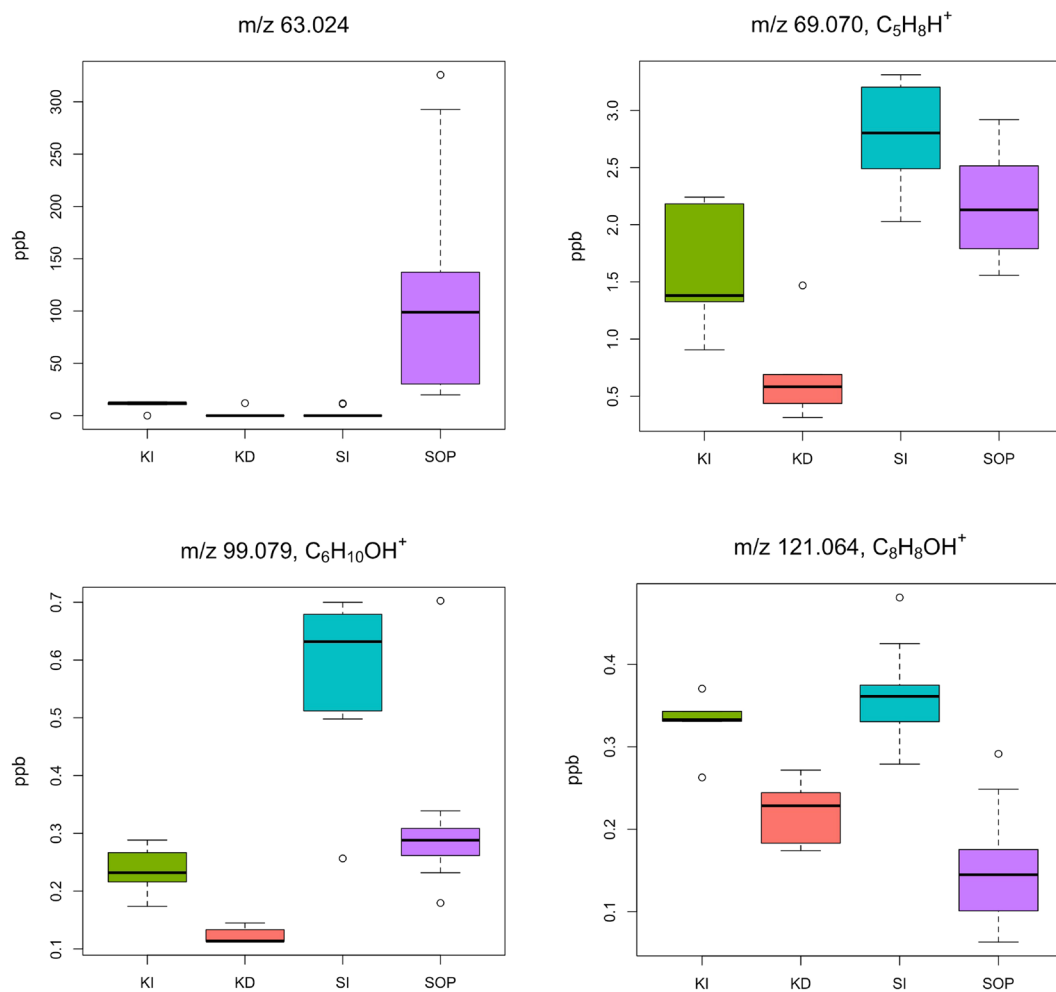 m/z 63.024
ppb
300
250
200
150
100
50
0
KI KD SI SOP
m/z 69.070, C₅H₈H⁺
ppb
3.0
2.5
2.0
1.5
1.0
0.5
KI KD SI SOP
m/z 99.079, C₆H₁₀OH⁺
ppb
0.7
0.6
0.5
0.4
0.3
0.2
0.1
KI KD SI SOP
m/z 121.064, C₈H₈OH⁺
ppb
0.4
0.3
0.2
0.1
KI KD SI SOP